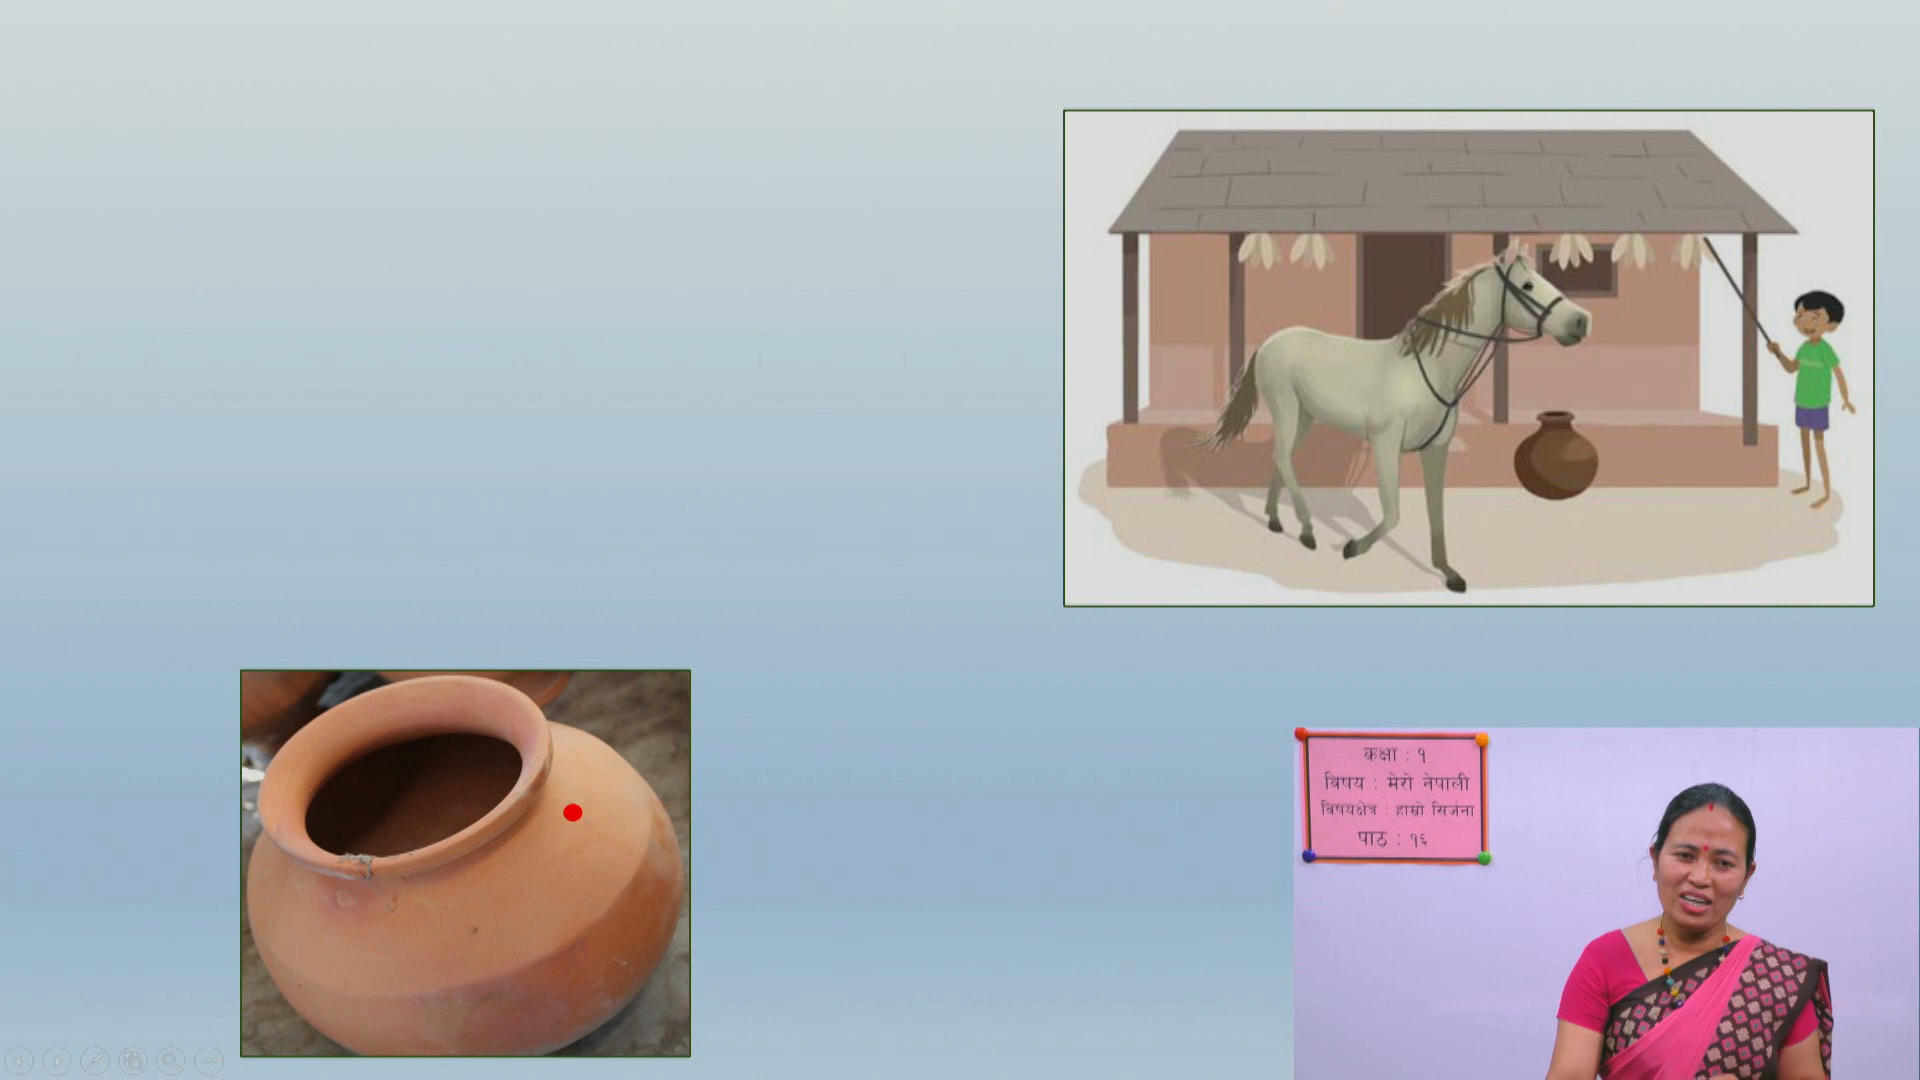 कक्षा : १
विषय : मेरो नेपाली
विषयक्षेत्र : हाम्रो सिर्जना
पाठ : १६